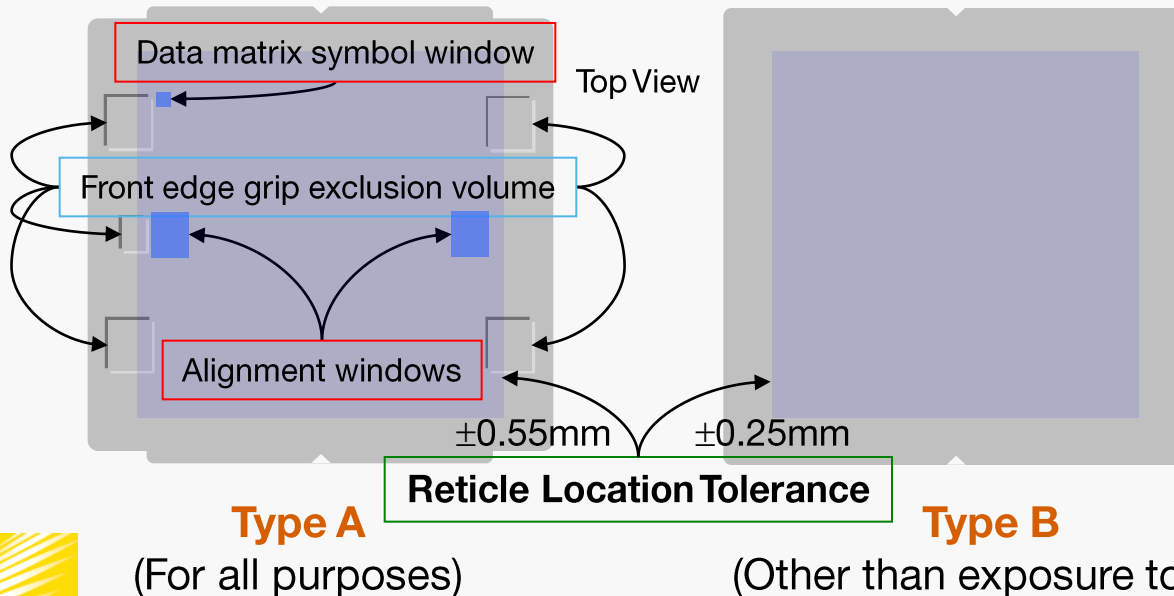 Data matrix symbol window
Top View
Front edge grip exclusion volume
Alignment windows
±0.55mm
±0.25mm
Reticle Location Tolerance
Type A
Type B
(For all purposes)
(Other than exposure